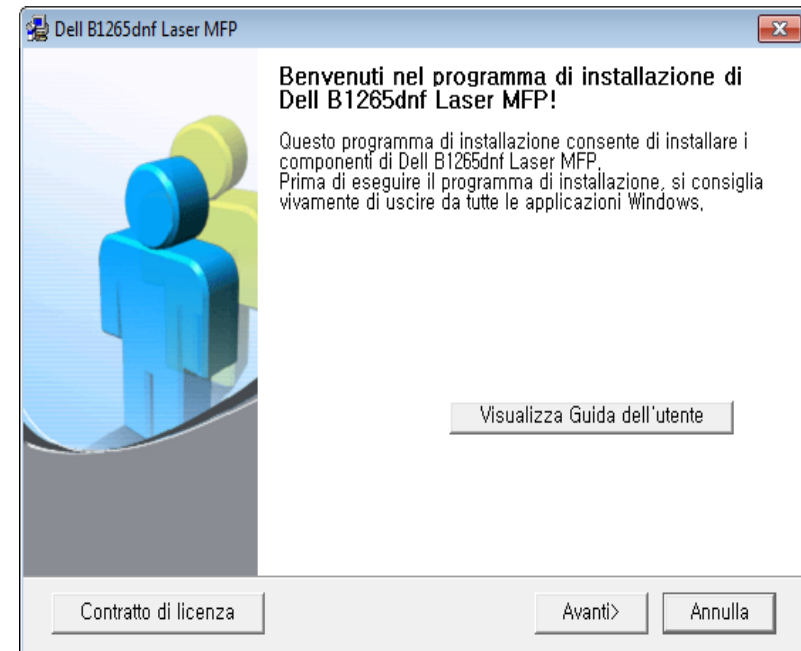 Dell B1265dnf Laser MFP
Benvenuti nel programma di installazione di
Dell B1265dnf Laser MFP!
Questo programma di installazione consente di installare i
componenti di Dell B1265dnf Laser MFP.
Prima di eseguire il programma di installazione, si consiglia
vivamente di uscire da tutte le applicazioni Windows.
Visualizza Guida dell'utente
Contratto di licenza
Avanti>
Annulla